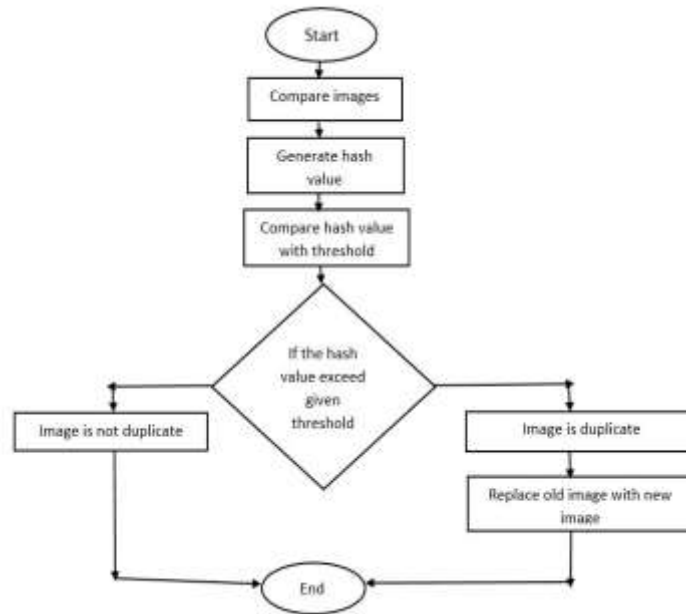 Start
Compare images
Generate hash
value
Compare hash value
with threshold
If the hash
value exceed
given
threshold
Image is not duplicate
Image is duplicate
Replace old image with new
image
End